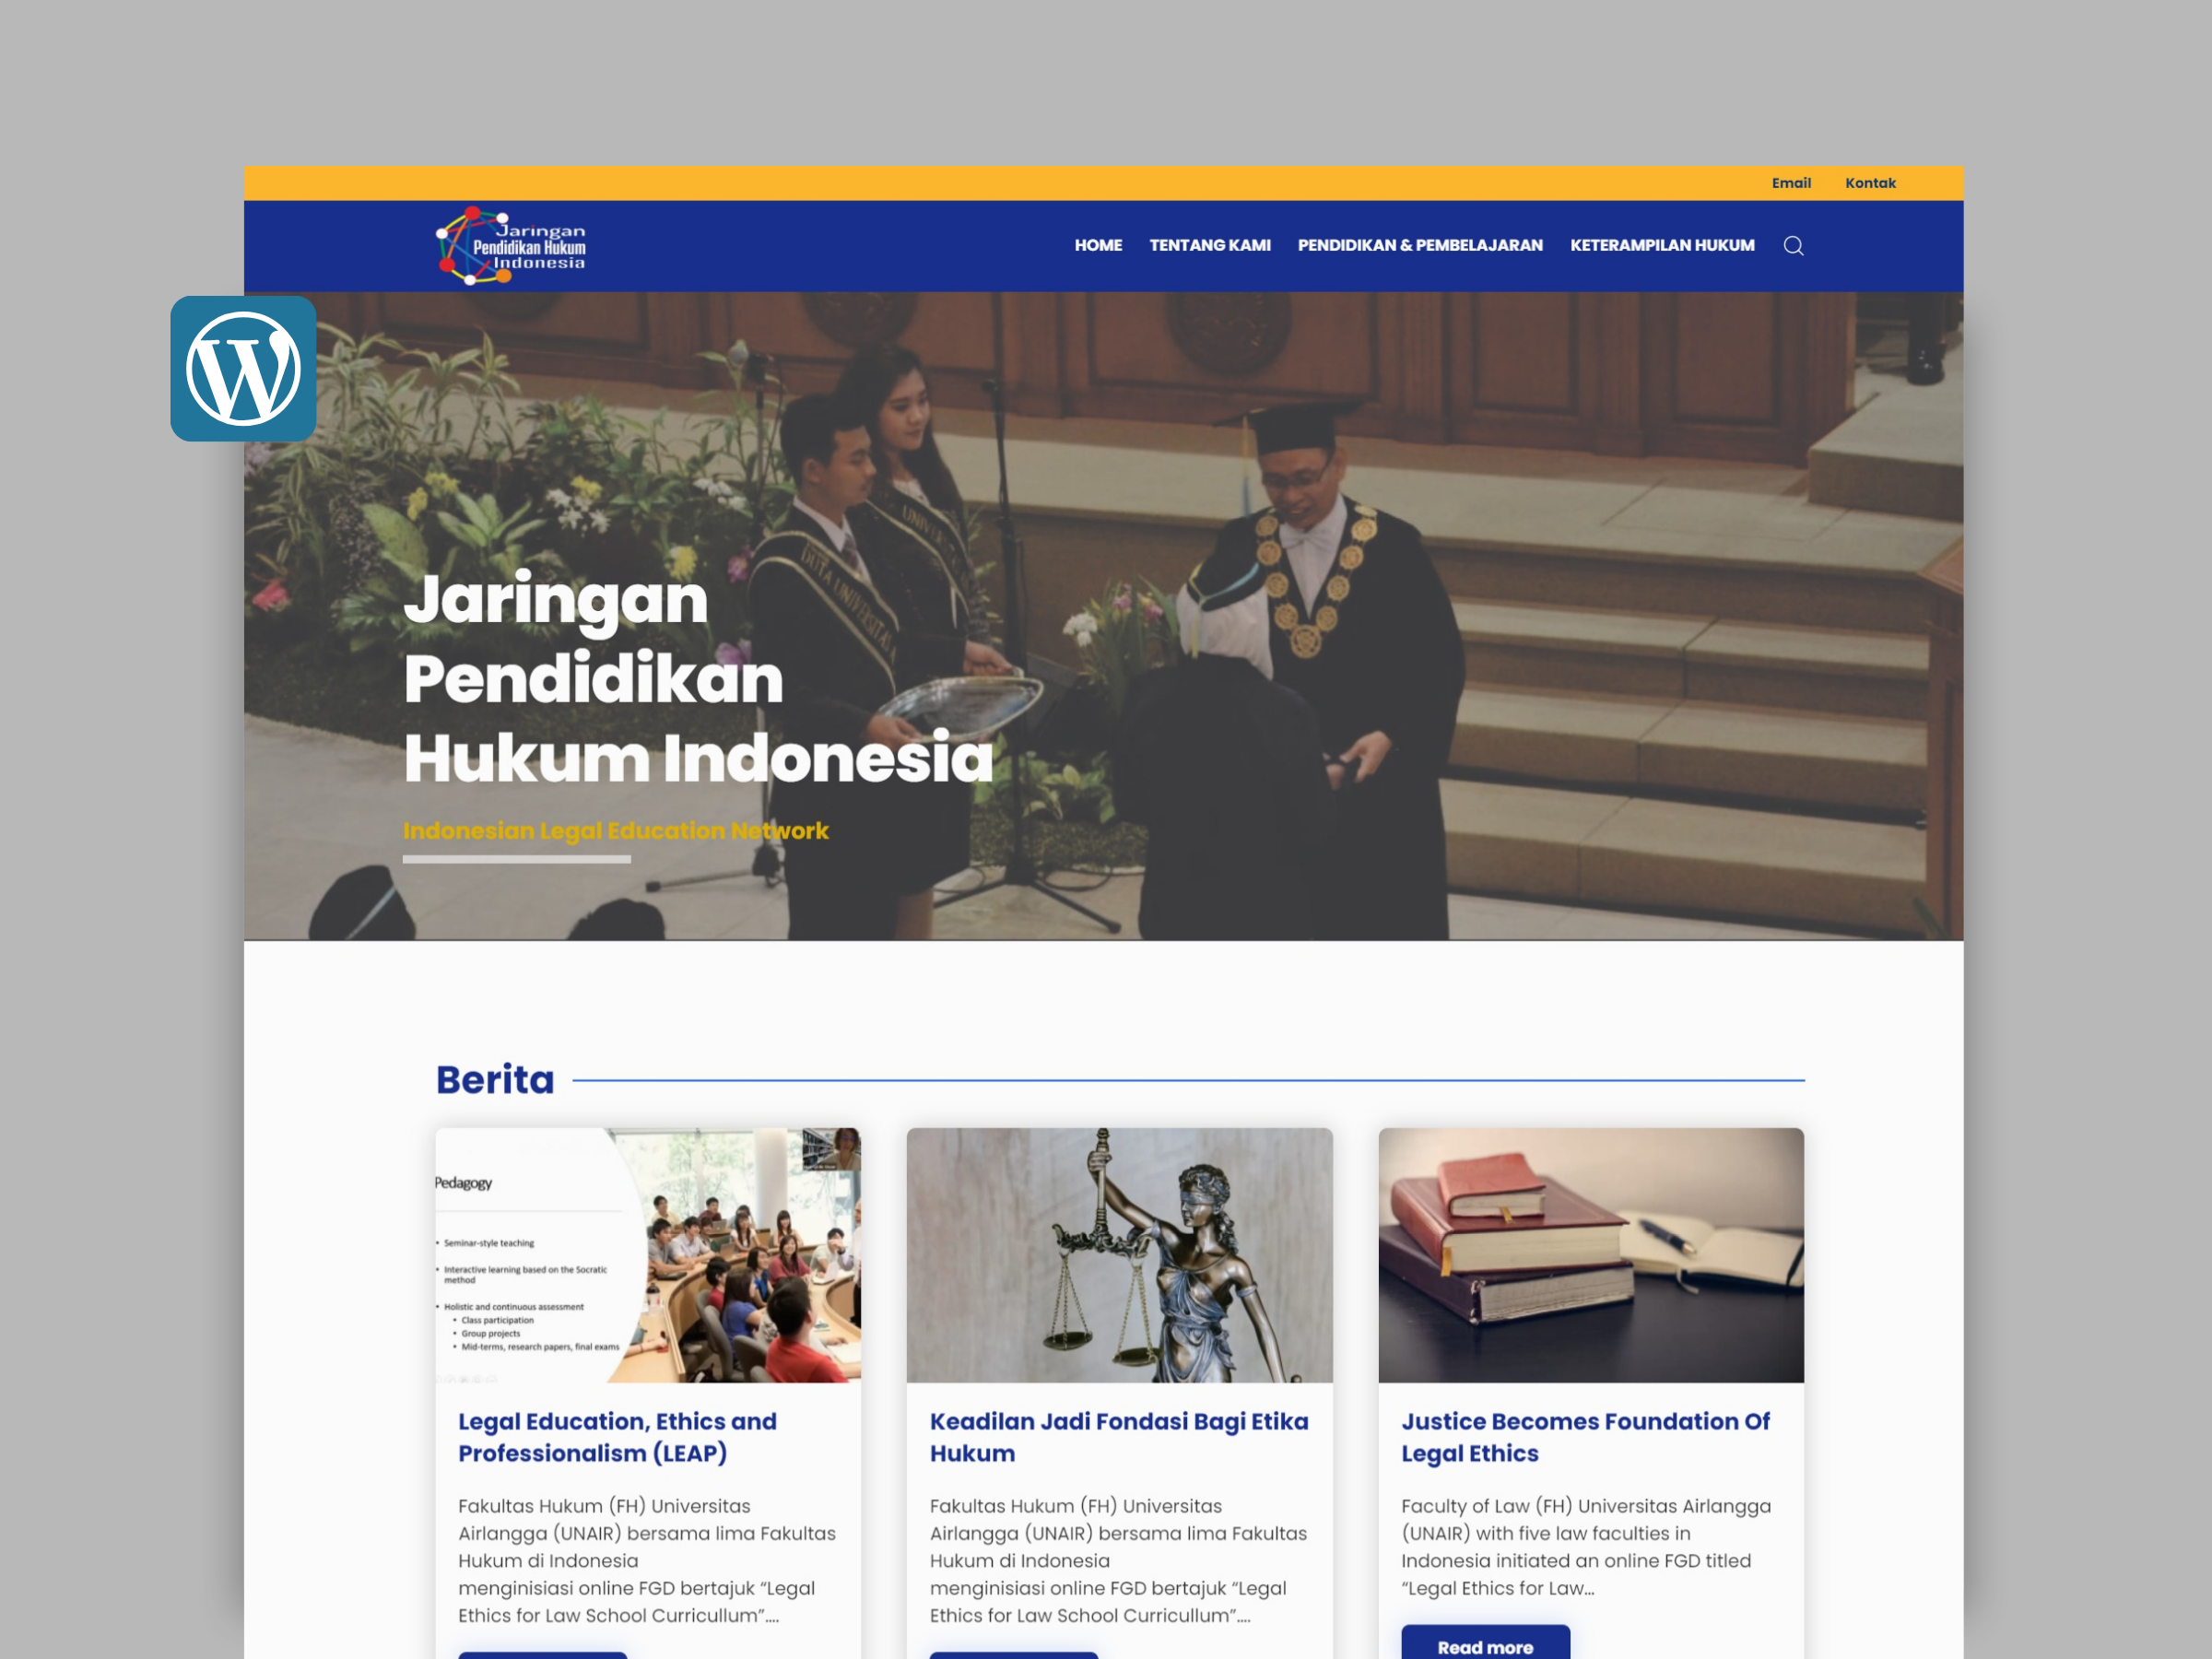 Email Kontak
Jaringan
Pendidikan Hukum
Indonesia
HOME TENTANG KAMI PENDIDIKAN & PEMBELAJARAN KETERAMPILAN HUKUM
W
UNIVERSITA
DUTA UNIVERSITAS
Jaringan
Pendidikan
Hukum Indonesia
Indonesian Legal Education Network
Berita
Pedagogy
• Seminar-style teaching
• Interactive learning based on the Socratic
method
• Holistic and continuous assessment
• Class participation
• Group projects
• Mid-terms, research papers, final exams
Legal Education, Ethics and
Professionalism (LEAP)
Fakultas Hukum (FH) Universitas
Airlangga (UNAIR) bersama lima Fakultas
Hukum di Indonesia
menginisiasi online FGD bertajuk “Legal
Ethics for Law School Curricullum”....
Keadilan Jadi Fondasi Bagi Etika
Hukum
Fakultas Hukum (FH) Universitas
Airlangga (UNAIR) bersama lima Fakultas
Hukum di Indonesia
menginisiasi online FGD bertajuk “Legal
Ethics for Law School Curricullum”....
Justice Becomes Foundation Of
Legal Ethics
Faculty of Law (FH) Universitas Airlangga
(UNAIR) with five law faculties in
Indonesia initiated an online FGD titled
“Legal Ethics for Law...
Read more